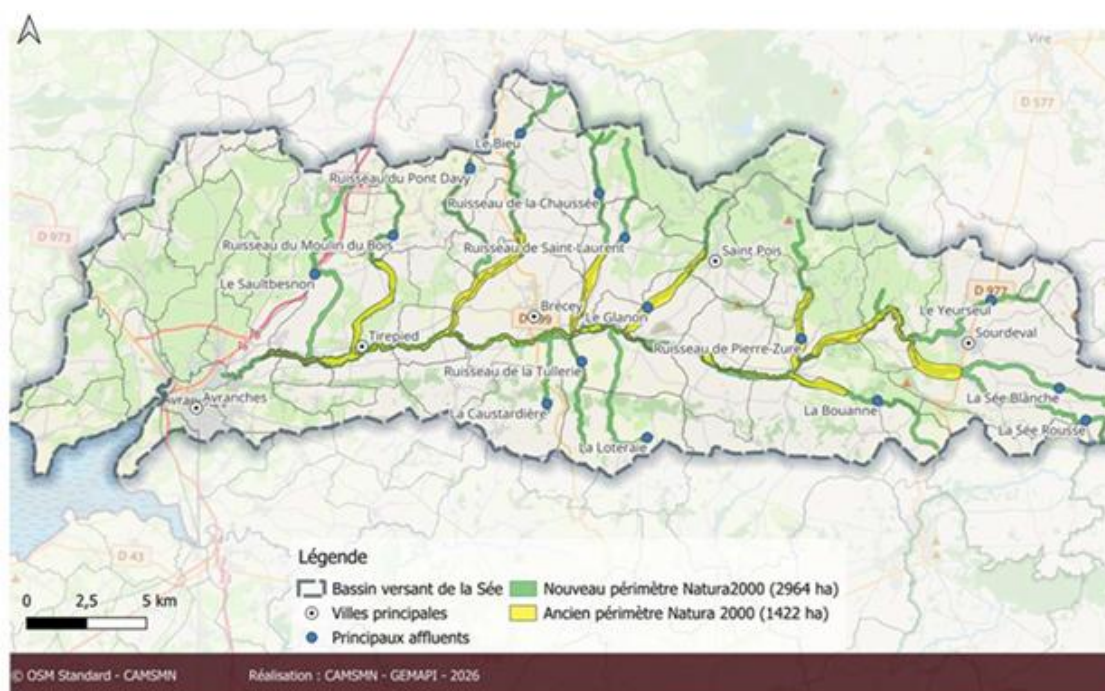 Vire
D 577
Le Bieu
Ruisseau du Pont Davy
Ruisseau de la Chaussée
D 973
Ruisseau du Moulin du Bois
Ruisseau de Saint-Laurent
Saint Pois
Le Saultbesnon
D 977
Le Yeurseul
Brécey
Le Glanon
Sourdeval
Tirepied
Ruisseau de Pierre-Zure
Ruisseau de la Tullerie
Avranches
La Caustardière
La Bouanne
La Sée Blanche
La Sée Rousse
La Loteraie
D 43
Légende
Bassin versant de la Sée
Nouveau périmètre Natura2000 (2964 ha)
Villes principales
Ancien périmètre Natura 2000 (1422 ha)
Principaux affluents
0 2,5 5 km
© OSM Standard - CAMSMN
Réalisation : CAMSMN - GEMAPI - 2026